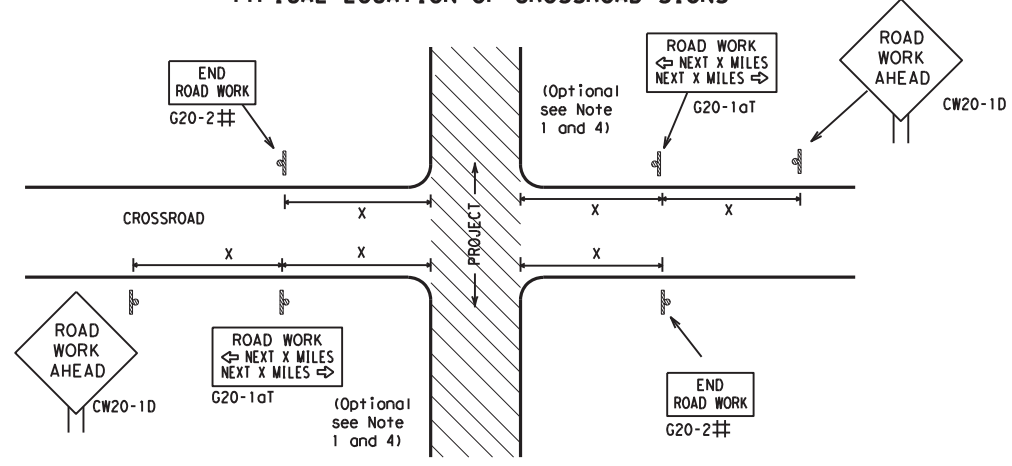 TYPICAL LOCATION OF CROSSROAD SIGNS
END
ROAD WORK
G20-2#
(Optional
see Note
1 and 4)
ROAD WORK
⇦ NEXT X MILES
NEXT X MILES ⇨
G20-1aT
ROAD
WORK
AHEAD
CW20-1D
X
X
X
CROSSROAD
PROJECT
X
X
X
ROAD
WORK
AHEAD
CW20-1D
ROAD WORK
⇦ NEXT X MILES
NEXT X MILES ⇨
G20-1aT
(Optional
see Note
1 and 4)
END
ROAD WORK
G20-2#